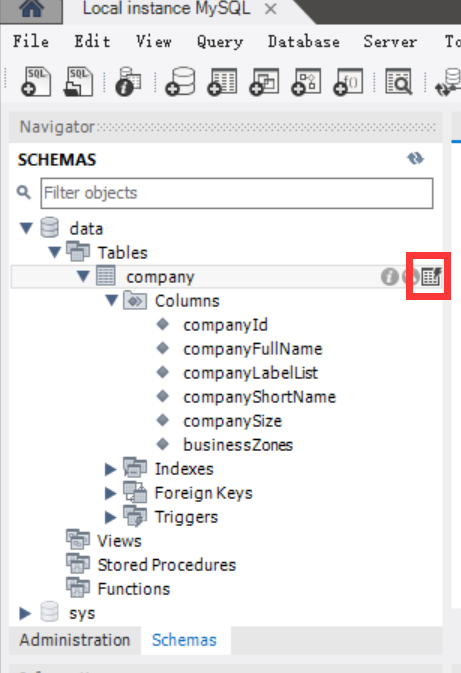 Local instance MySQL
File Edit View Query Database Server
Navigator
SCHEMAS
Filter objects
data
Tables
company
Columns
companyId
companyFullName
companyLabelList
companyShortName
companySize
businessZones
Indexes
Foreign Keys
Triggers
Views
Stored Procedures
Functions
sys
Administration Schemas